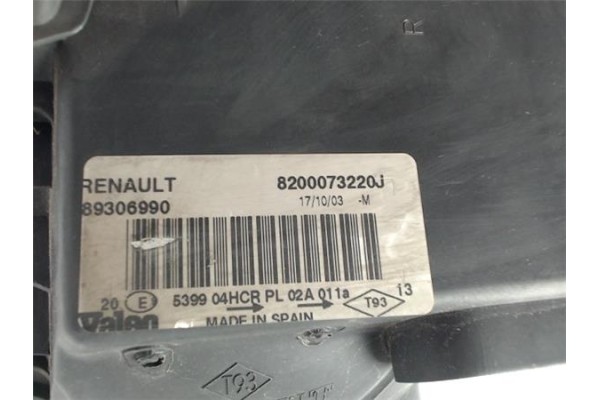 R
RENAULT 8200073220J
89306990 17/10/03 -M
20 E 5399 04HCR PL 02A 011a T93 13
Valeo MADE IN SPAIN
T93